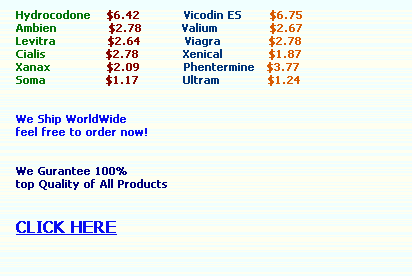 Hydrocodone $6.42 Vicodin ES $6.75
Ambien $2.78 Valium $2.67
Levitra $2.64 Viagra $2.78
Cialis $2.78 Xenical $1.87
Xanax $2.09 Phentermine $3.77
Soma $1.17 Ultram $1.24
We Ship WorldWide
feel free to order now!
We Gurantee 100%
top Quality of All Products
CLICK HERE